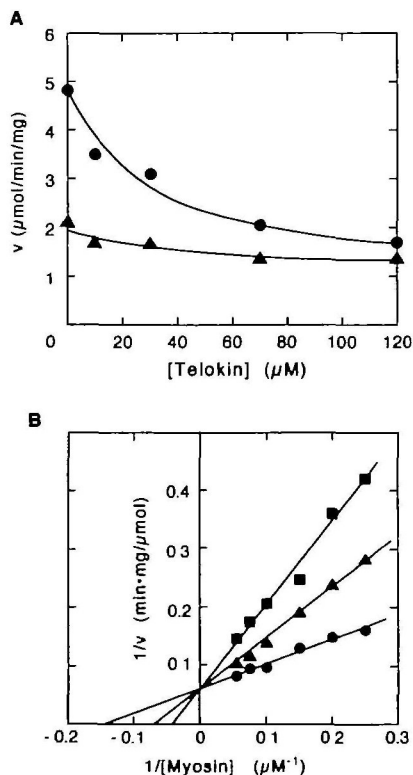 A
6
5
4
3
2
1
0
v (μmol/min/mg)
0 20 40 60 80 100 120
[Telokin] (μM)
B
0.4
0.3
0.2
0 1
1/v (min•mg/μmol)
-0 2 -0 1 0 0 1 0 2 0.3
1/[Myosin] (μM⁻¹)